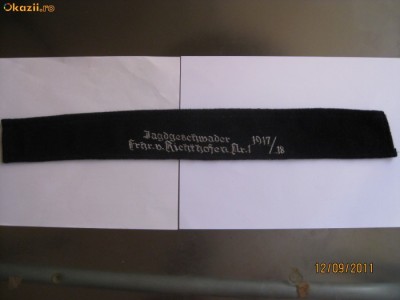 Okazii.ro
Jagdgeschwader 1917/18
Frhr. v. Richthofen Nr. 1
12/09/2011